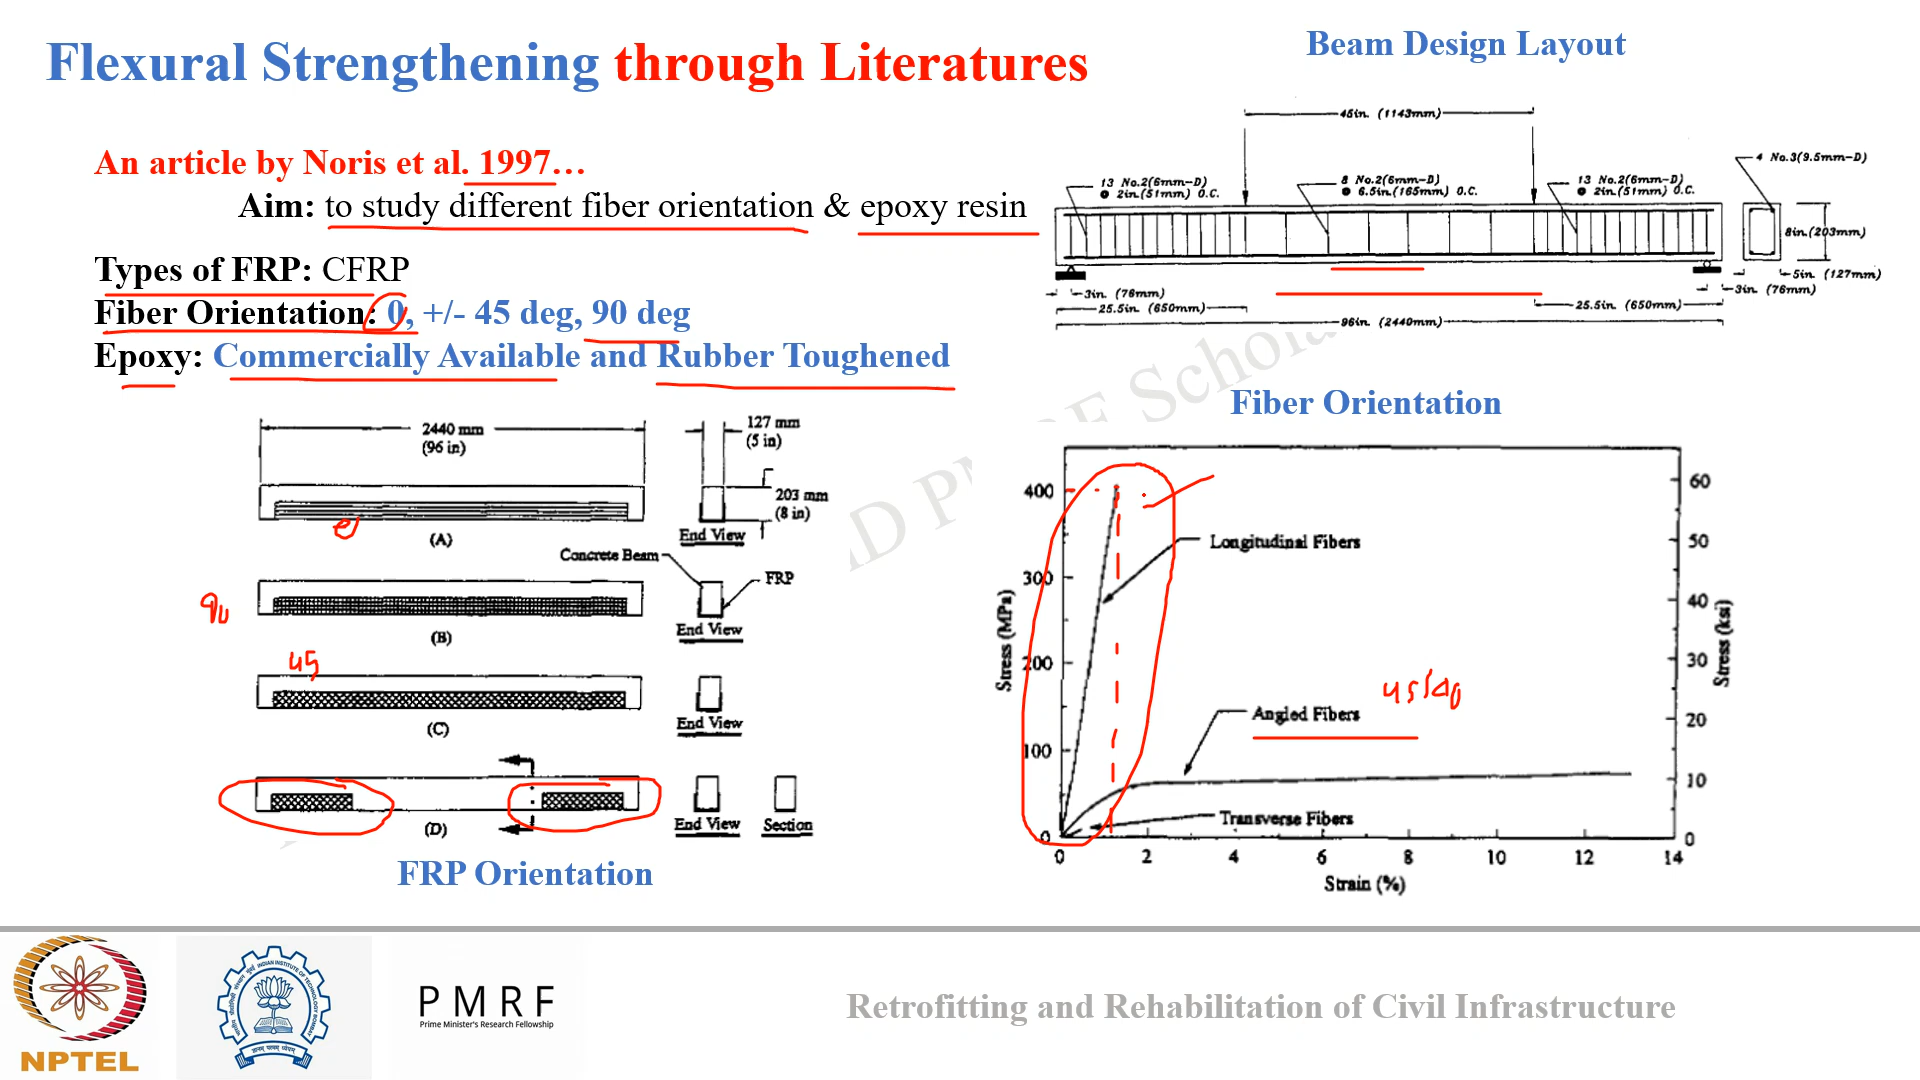 Flexural Strengthening through Literatures
An article by Noris et al. 1997…
Aim: to study different fiber orientation & epoxy resin
Types of FRP: CFRP
Fiber Orientation: 0, +/- 45 deg, 90 deg
Epoxy: Commercially Available and Rubber Toughened
2440 mm
(96 in)
127 mm
(5 in)
203 mm
(8 in)
(A)
End View
Concrete Beam
FRP
90
(B)
End View
45
(C)
End View
(D)
End View
Section
FRP Orientation
Beam Design Layout
45in. (1143mm)
4 No.3(9.5mm-D)
13 No.2(6mm-D)
@ 2in.(51mm) O.C.
8 No.2(6mm-D)
@ 6.5in.(165mm) O.C.
13 No.2(6mm-D)
@ 2in.(51mm) O.C.
8in.(203mm)
5in. (127mm)
3in. (76mm)
3in. (76mm)
25.5in. (650mm)
25.5in. (650mm)
96in. (2440mm)
Fiber Orientation
400
300
200
100
0
Stress (MPa)
60
50
40
30
20
10
0
Stress (ksi)
Longitudinal Fibers
45/90
Angled Fibers
Transverse Fibers
0 2 4 6 8 10 12 14
Strain (%)
NPTEL
INDIAN INSTITUTE OF TECHNOLOGY BOMBAY
PMRF
Prime Minister's Research Fellowship
Retrofitting and Rehabilitation of Civil Infrastructure